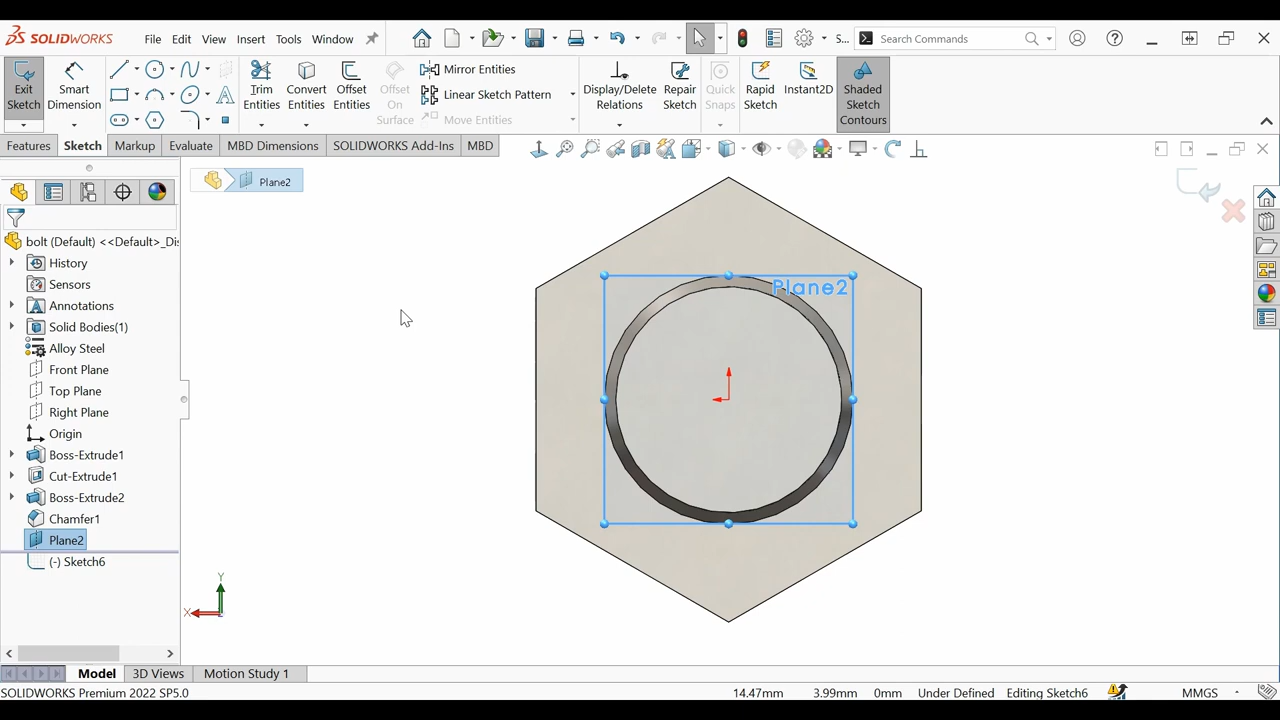 SOLIDWORKS
File Edit View Insert Tools Window
S... Search Commands
Exit Sketch
Smart Dimension
Trim Entities
Convert Entities
Offset Entities
Offset On Surface
Mirror Entities
Linear Sketch Pattern
Move Entities
Display/Delete Relations
Repair Sketch
Quick Snaps
Rapid Sketch
Instant2D
Shaded Sketch Contours
Features Sketch Markup Evaluate MBD Dimensions SOLIDWORKS Add-Ins MBD
Plane2
bolt (Default) <<Default>_Di
History
Sensors
Annotations
Solid Bodies(1)
Alloy Steel
Front Plane
Top Plane
Right Plane
Origin
Boss-Extrude1
Cut-Extrude1
Boss-Extrude2
Chamfer1
Plane2
(-) Sketch6
Plane2
Y
X
Model 3D Views Motion Study 1
SOLIDWORKS Premium 2022 SP5.0 14.47mm 3.99mm 0mm Under Defined Editing Sketch6 MMGS